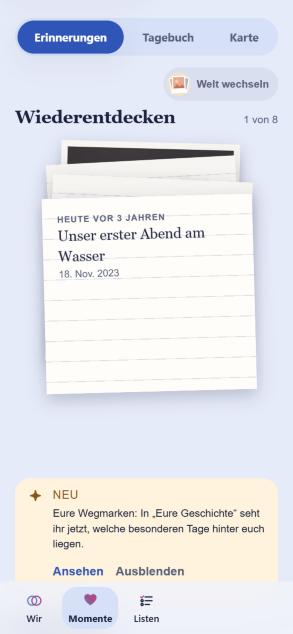 Erinnerungen Tagebuch Karte
Welt wechseln
Wiederentdecken 1 von 8
HEUTE VOR 3 JAHREN
Unser erster Abend am
Wasser
18. Nov. 2023
NEU
Eure Wegmarken: In „Eure Geschichte“ seht
ihr jetzt, welche besonderen Tage hinter euch
liegen.
Ansehen Ausblenden
Wir Momente Listen